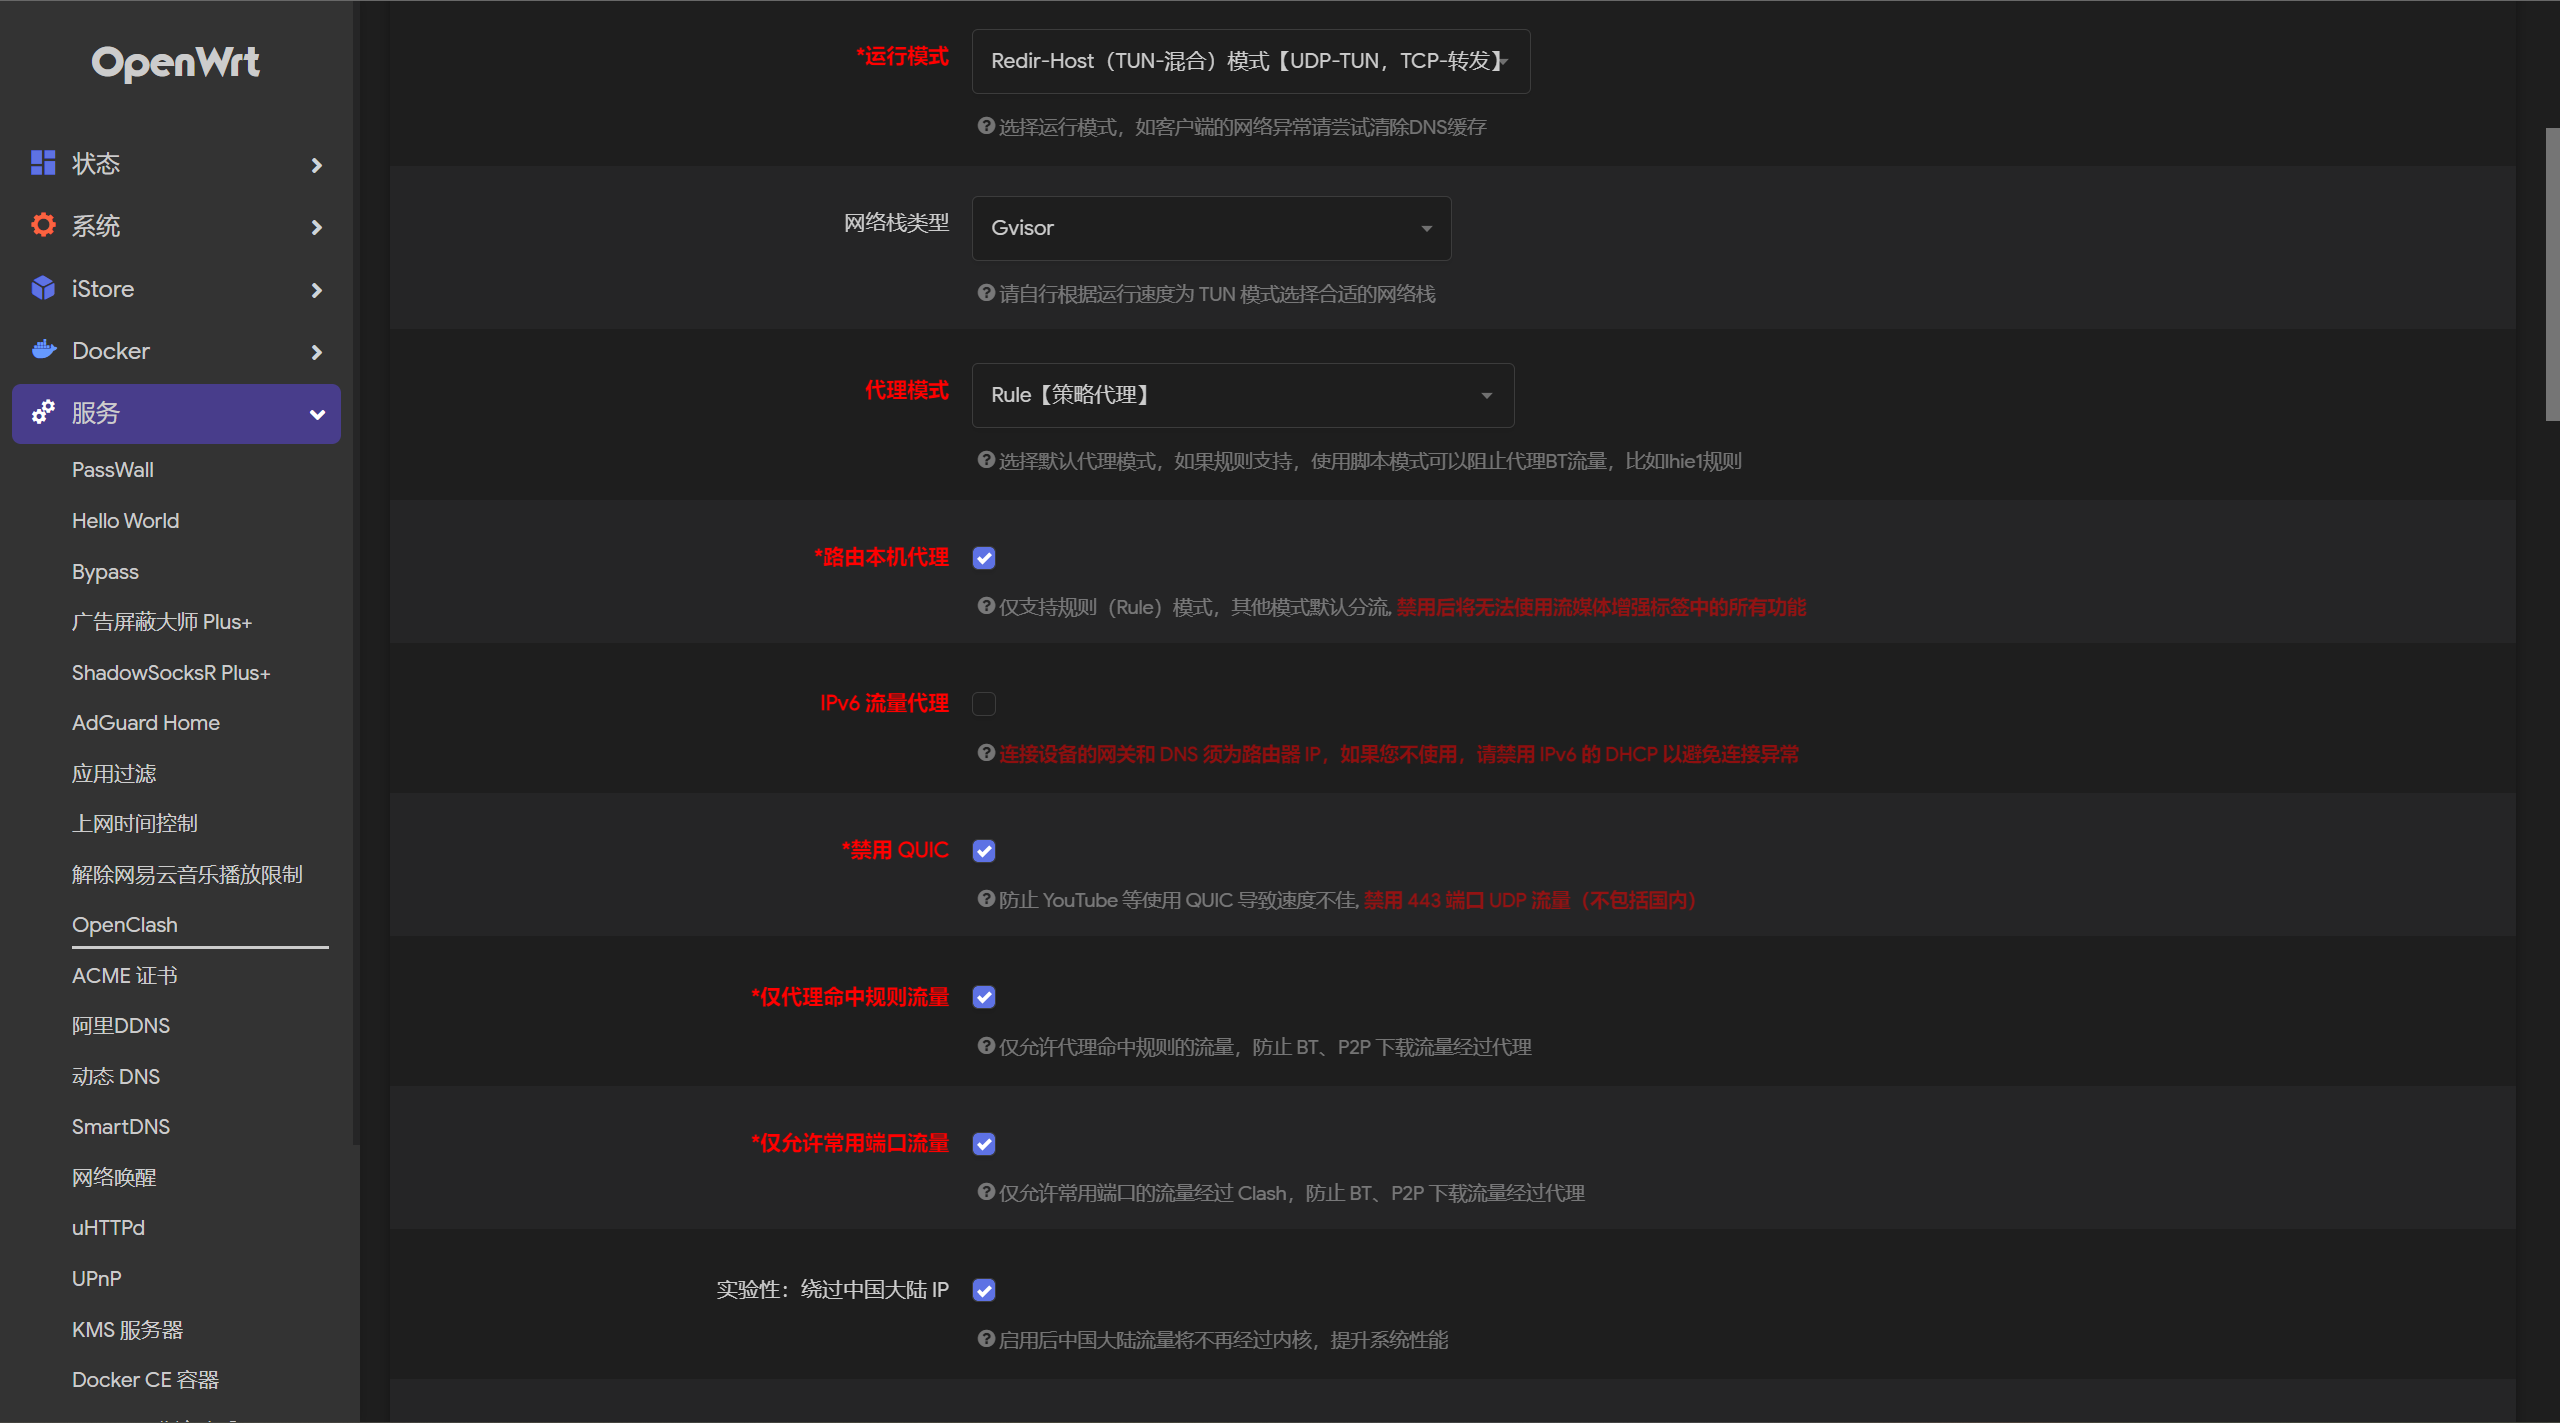 OpenWrt
状态
系统
iStore
Docker
服务
PassWall
Hello World
Bypass
广告屏蔽大师 Plus+
ShadowSocksR Plus+
AdGuard Home
应用过滤
上网时间控制
解除网易云音乐播放限制
OpenClash
ACME 证书
阿里DDNS
动态 DNS
SmartDNS
网络唤醒
uHTTPd
UPnP
KMS 服务器
Docker CE 容器
*运行模式
Redir-Host（TUN-混合）模式【UDP-TUN，TCP-转发】
选择运行模式，如客户端的网络异常请尝试清除DNS缓存
网络栈类型
Gvisor
请自行根据运行速度为 TUN 模式选择合适的网络栈
代理模式
Rule【策略代理】
选择默认代理模式，如果规则支持，使用脚本模式可以阻止代理BT流量，比如lhie1规则
*路由本机代理
仅支持规则（Rule）模式，其他模式默认分流, 禁用后将无法使用流媒体增强标签中的所有功能
IPv6 流量代理
连接设备的网关和 DNS 须为路由器 IP，如果您不使用，请禁用 IPv6 的 DHCP 以避免连接异常
*禁用 QUIC
防止 YouTube 等使用 QUIC 导致速度不佳, 禁用 443 端口 UDP 流量（不包括国内）
*仅代理命中规则流量
仅允许代理命中规则的流量，防止 BT、P2P 下载流量经过代理
*仅允许常用端口流量
仅允许常用端口的流量经过 Clash，防止 BT、P2P 下载流量经过代理
实验性：绕过中国大陆 IP
启用后中国大陆流量将不再经过内核，提升系统性能